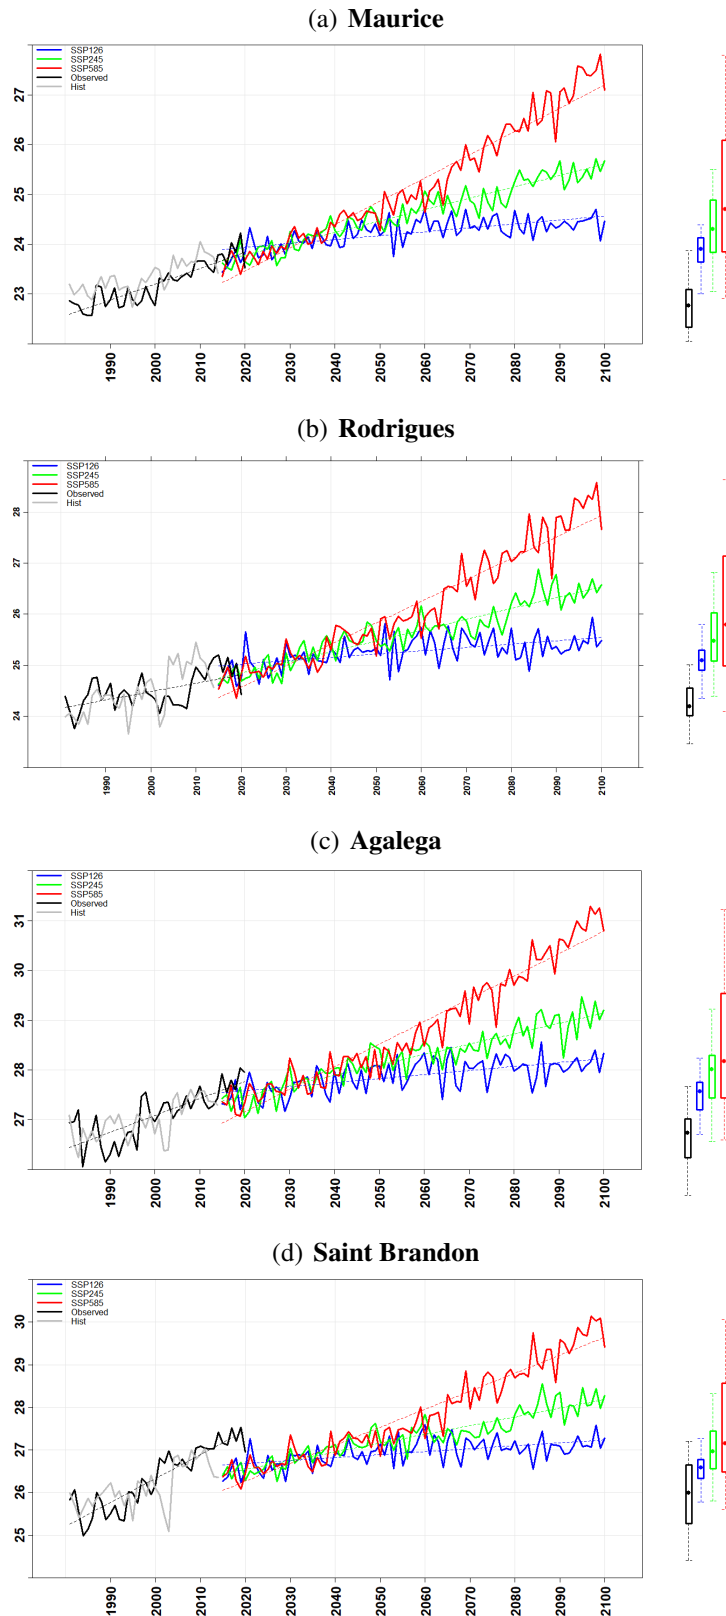 (a) Maurice
SSP126
SSP245
SSP585
Observed
Hist
27
26
25
24
23
1990 2000 2010 2020 2030 2040 2050 2060 2070 2080 2090 2100
(b) Rodrigues
SSP126
SSP245
SSP585
Observed
Hist
28
27
26
25
24
1990 2000 2010 2020 2030 2040 2050 2060 2070 2080 2090 2100
(c) Agalega
SSP126
SSP245
SSP585
Observed
Hist
31
30
29
28
27
1990 2000 2010 2020 2030 2040 2050 2060 2070 2080 2090 2100
(d) Saint Brandon
SSP126
SSP245
SSP585
Observed
Hist
30
29
28
27
26
25
1990 2000 2010 2020 2030 2040 2050 2060 2070 2080 2090 2100